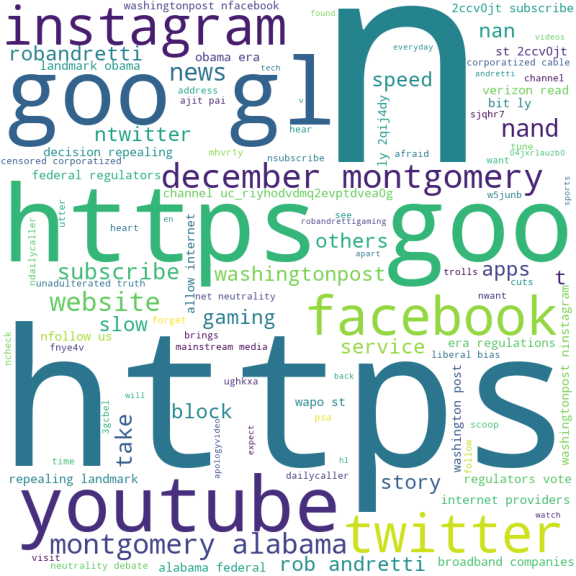 washingtonpost nfacebook
found
2ccv0jt subscribe
instagram
n
everyday
videos
nan
robandretti
obama era
st 2ccv0jt
landmark obama
corporatized cable
news
tech
andretti
channel
goo gl
address
speed
verizon read
ajit pai
v
bit ly
sjqhr7
ntwitter
hear
ly 2qij4dy
nand
decision repealing
mhvr1y
tune
04jxrlauzb0
censored corporatized
nsubscribe
afraid
want
federal regulators
december montgomery
sports
https goo
channel uc_riyhodvdmq2evptdvea0g
w5junb
utter
en
see
robandrettigaming
heart
others
apart
ndailycaller
allow internet
subscribe
washingtonpost
trolls
apps
t
unadulterated truth
cuts
website
net neutrality
nwant
facebook
forget
gaming
slow
nfollow us
brings
service
era regulations
fnye4v
mainstream media
liberal bias
washingtonpost ninstagram
ncheck
https
ughkxa
back
will
wapo st
3gcbel
block
take
psa
follow
scoop
washington post
apologyvideo
expect
time
hl
dailycaller
repealing landmark
story
regulators vote
youtube
internet providers
twitter
watch
montgomery alabama
visit
rob andretti
broadband companies
neutrality debate
alabama federal